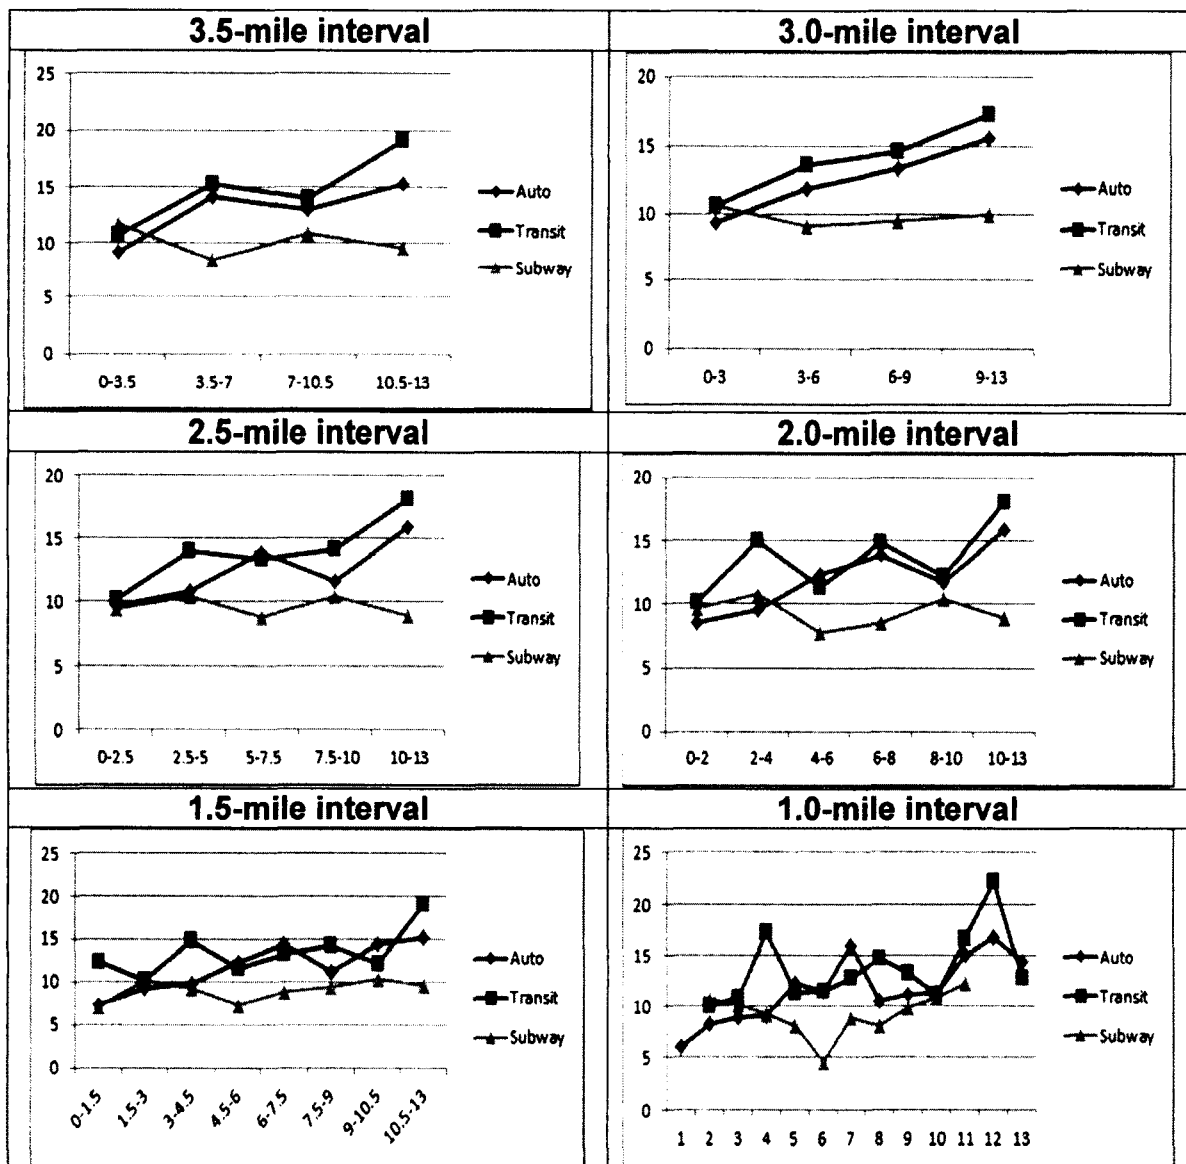 3.5-mile interval
25
20
15
10
5
0
0-3.5 3.5-7 7-10.5 10.5-13
Auto
Transit
Subway
3.0-mile interval
20
15
10
5
0
0-3 3-6 6-9 9-13
Auto
Transit
Subway
2.5-mile interval
20
15
10
5
0
0-2.5 2.5-5 5-7.5 7.5-10 10-13
Auto
Transit
Subway
2.0-mile interval
20
15
10
5
0
0-2 2-4 4-6 6-8 8-10 10-13
Auto
Transit
Subway
1.5-mile interval
25
20
15
10
5
0
0-1.5 1.5-3 3-4.5 4.5-6 6-7.5 7.5-9 9-10.5 10.5-13
Auto
Transit
Subway
1.0-mile interval
25
20
15
10
5
0
1 2 3 4 5 6 7 8 9 10 11 12 13
Auto
Transit
Subway